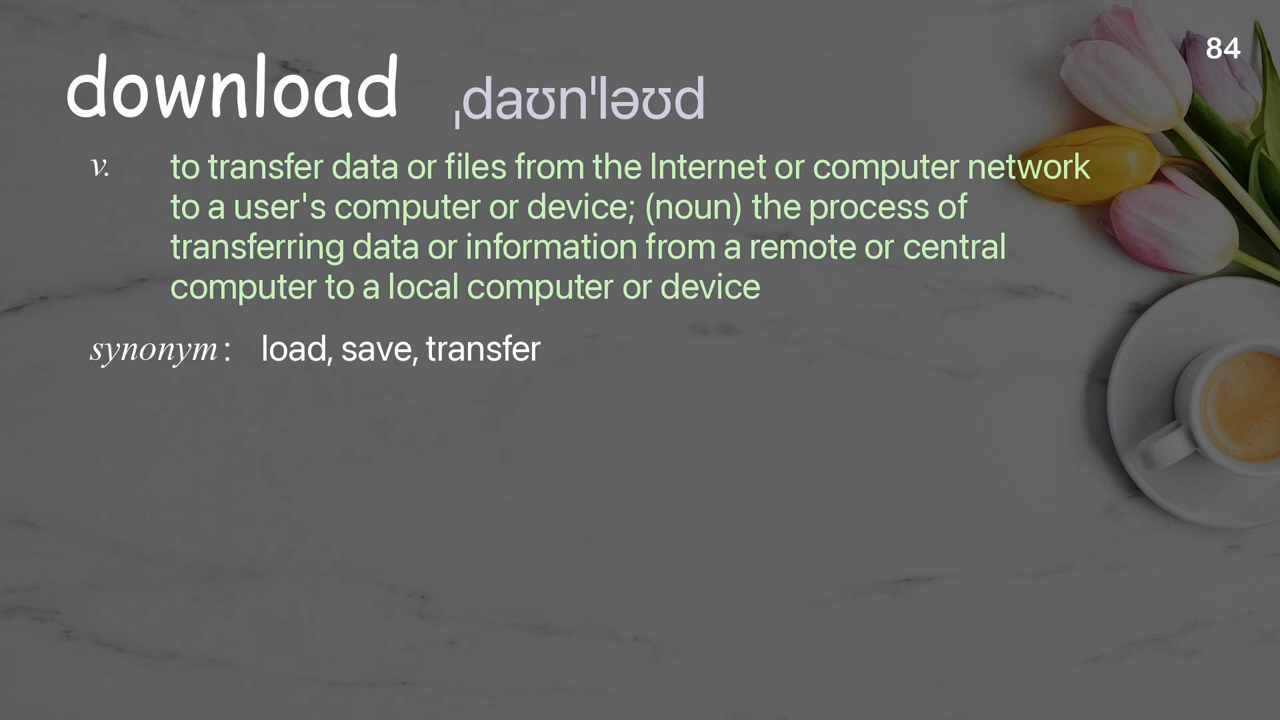 84
download ˌdaʊnˈləʊd
v. to transfer data or files from the Internet or computer network
to a user's computer or device; (noun) the process of
transferring data or information from a remote or central
computer to a local computer or device
synonym: load, save, transfer